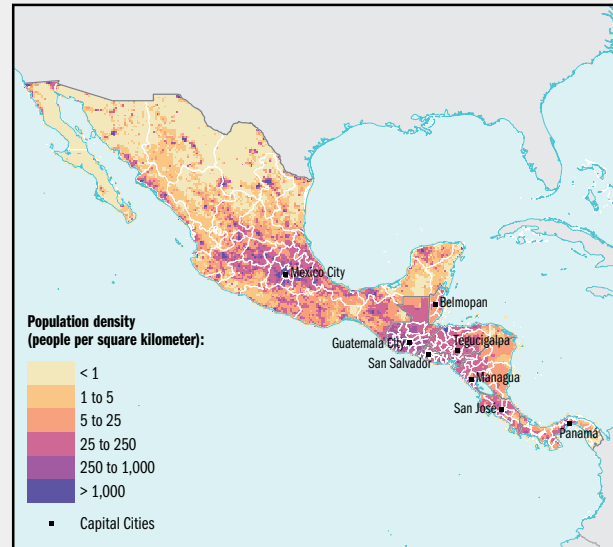 Mexico City
Belmopan
Guatemala City
Tegucigalpa
San Salvador
Managua
San José
Panamá
Population density
(people per square kilometer):
< 1
1 to 5
5 to 25
25 to 250
250 to 1,000
> 1,000
Capital Cities